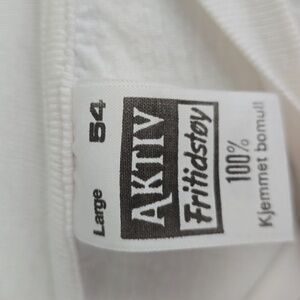 Large 54
AKTIV
Fritidstøy
100%
Kjemmet bomull